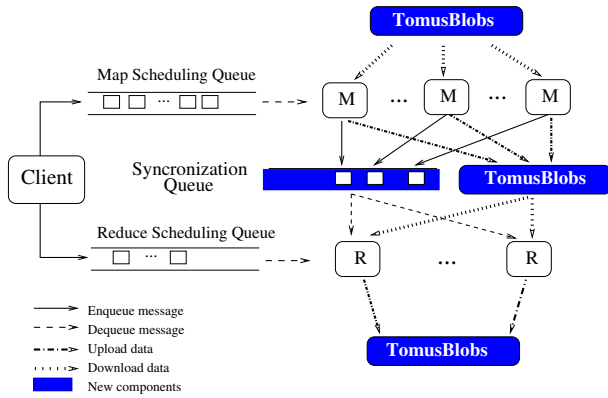 TomusBlobs
Map Scheduling Queue
...
M ... M ... M
Client
Syncronization
Queue
TomusBlobs
Reduce Scheduling Queue
...
R ... R
Enqueue message
Dequeue message
Upload data
Download data
New components
TomusBlobs